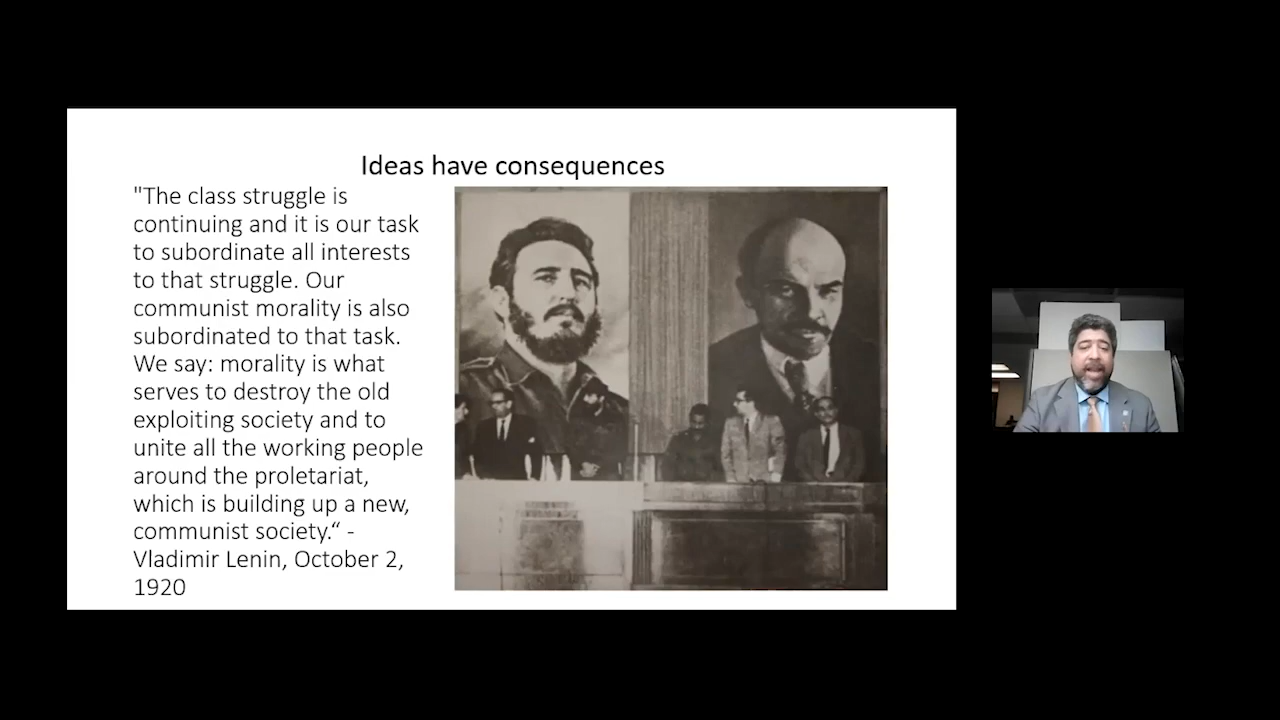 Ideas have consequences
"The class struggle is
continuing and it is our task
to subordinate all interests
to that struggle. Our
communist morality is also
subordinated to that task.
We say: morality is what
serves to destroy the old
exploiting society and to
unite all the working people
around the proletariat,
which is building up a new,
communist society.“ -
Vladimir Lenin, October 2,
1920